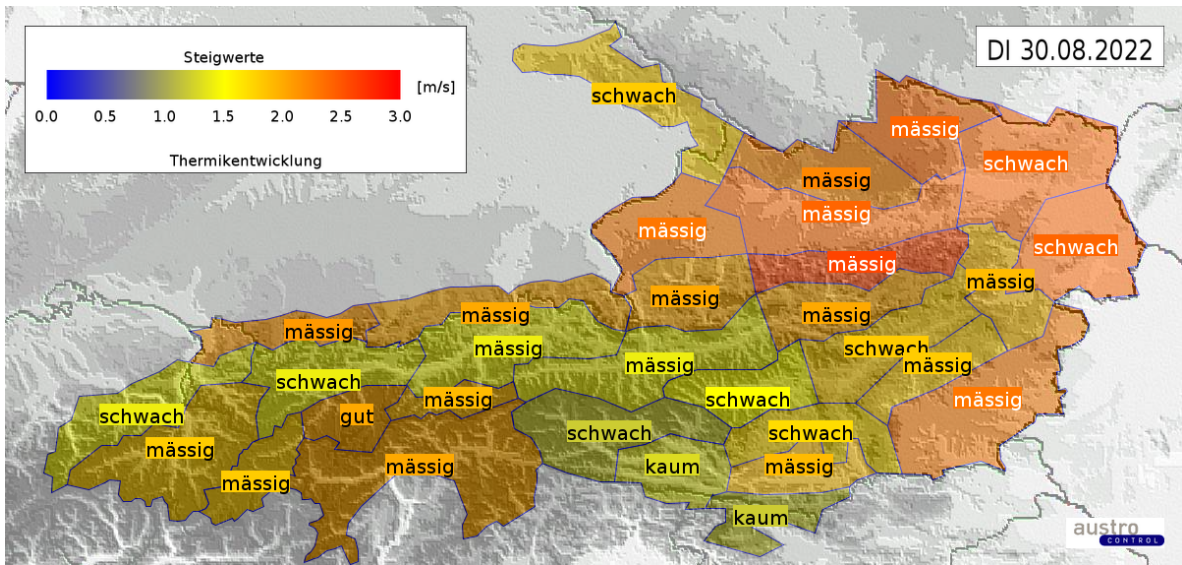 Steigwerte
[m/s]
0.0 0.5 1.0 1.5 2.0 2.5 3.0
Thermikentwicklung
DI 30.08.2022
schwach
mässig
schwach
mässig
mässig
mässig
schwach
mässig
mässig
mässig
mässig
mässig
mässig
mässig
schwach
mässig
mässig
schwach
mässig
schwach
mässig
schwach
gut
schwach
schwach
mässig
mässig
kaum
mässig
mässig
kaum
austro
CONTROL